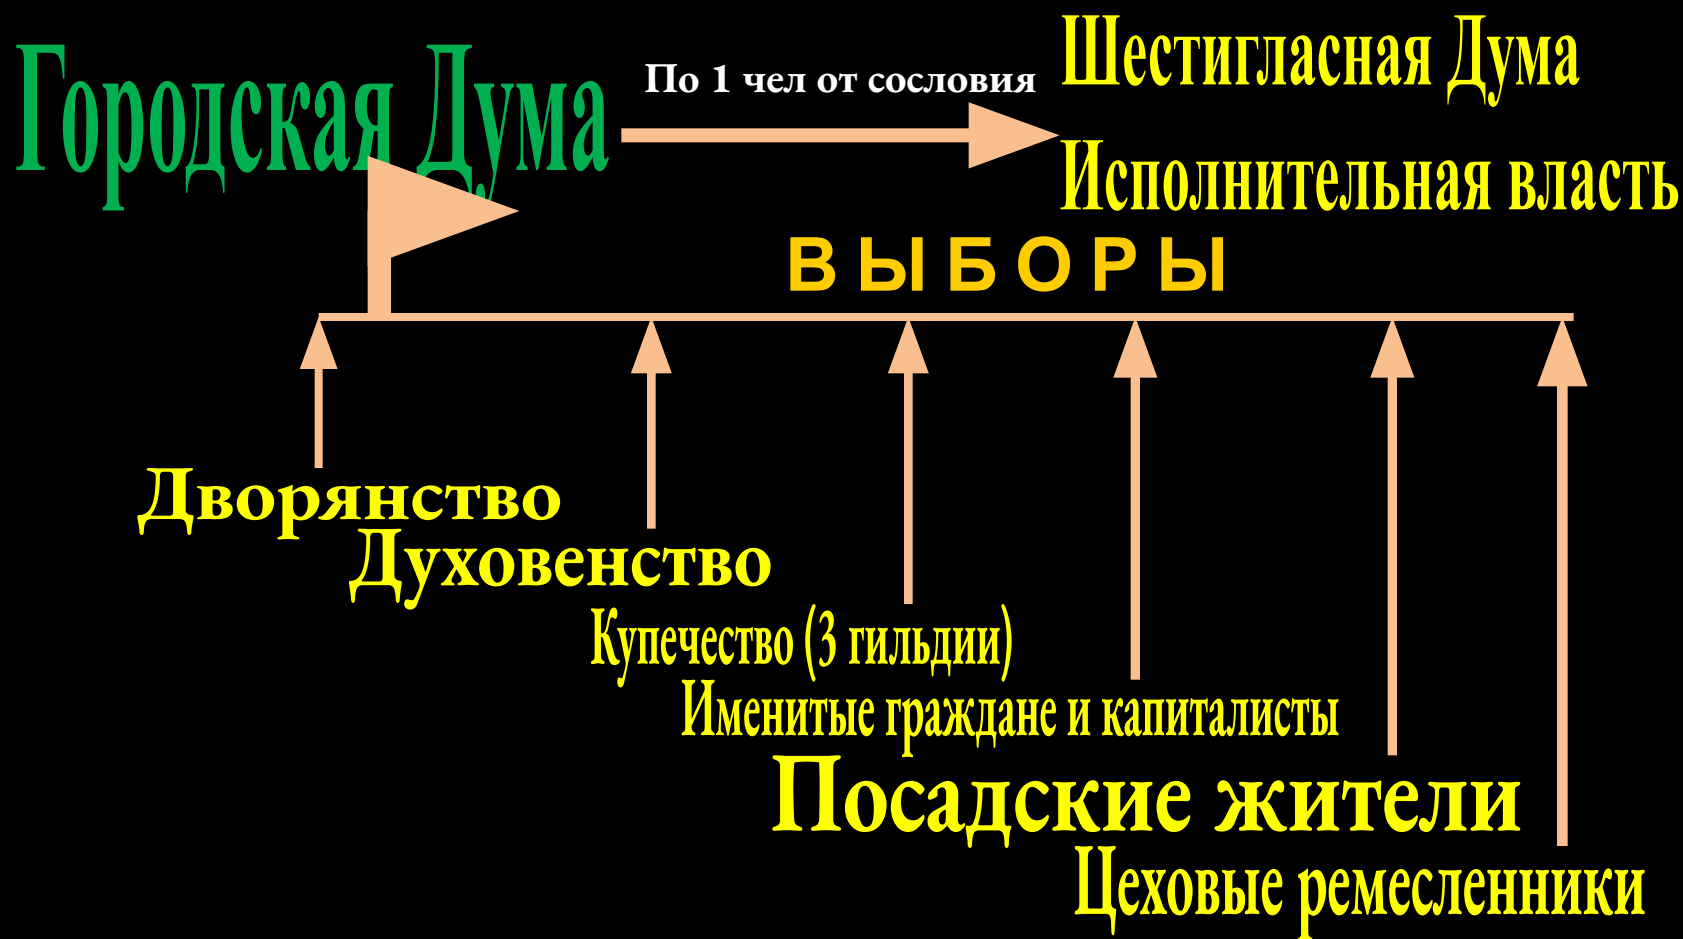 Городская Дума
По 1 чел от сословия
Шестигласная Дума
Исполнительная власть
ВЫБОРЫ
Дворянство
Духовенство
Купечество (3 гильдии)
Именитые граждане и капиталисты
Посадские жители
Цеховые ремесленники